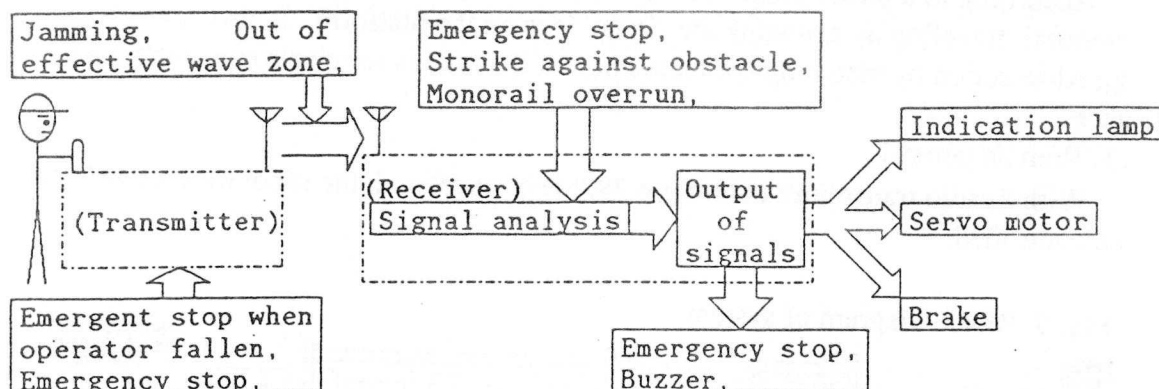 Jamming, Out of
effective wave zone,
Emergency stop,
Strike against obstacle,
Monorail overrun,
Indication lamp
(Receiver)
Signal analysis
Output
of
signals
(Transmitter)
Servo motor
Brake
Emergent stop when
operator fallen,
Emergency stop,
Emergency stop,
Buzzer,